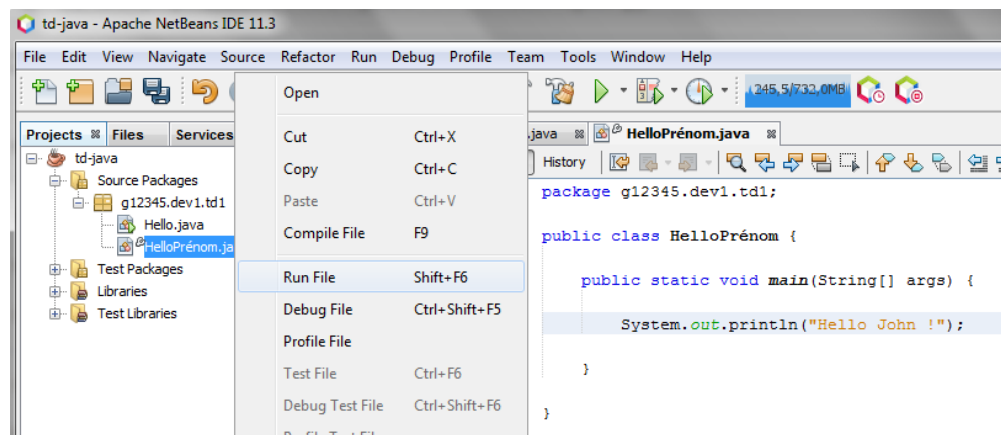 td-java - Apache NetBeans IDE 11.3
File Edit View Navigate Source Refactor Run Debug Profile Team Tools Window Help
245,5/732,0MB
Projects Files Services
.java HelloPrénom.java
History
td-java
Source Packages
g12345.dev1.td1
Hello.java
HelloPrénom.ja
Test Packages
Libraries
Test Libraries
Open
Cut Ctrl+X
Copy Ctrl+C
Paste Ctrl+V
Compile File F9
Run File Shift+F6
Debug File Ctrl+Shift+F5
Profile File
Test File Ctrl+F6
Debug Test File Ctrl+Shift+F6
package g12345.dev1.td1;
public class HelloPrénom {
public static void main(String[] args) {
System.out.println("Hello John !");
}
}